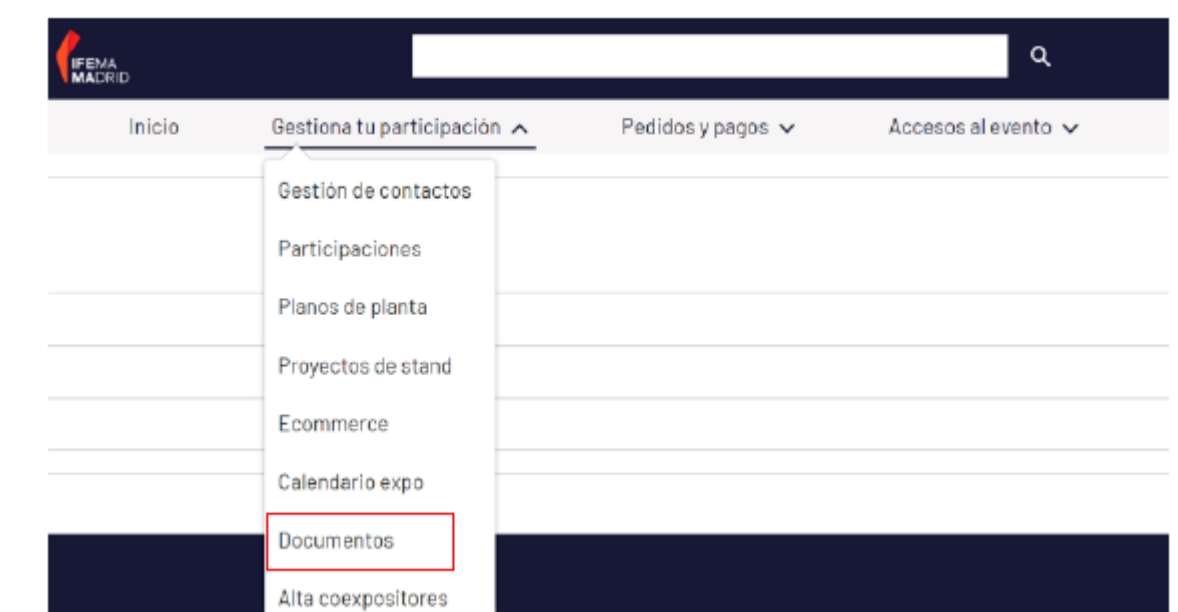 IFEMA
MADRID
Inicio Gestiona tu participación Pedidos y pagos Accesos al evento
Gestión de contactos
Participaciones
Planos de planta
Proyectos de stand
Ecommerce
Calendario expo
Documentos
Alta coexpositores